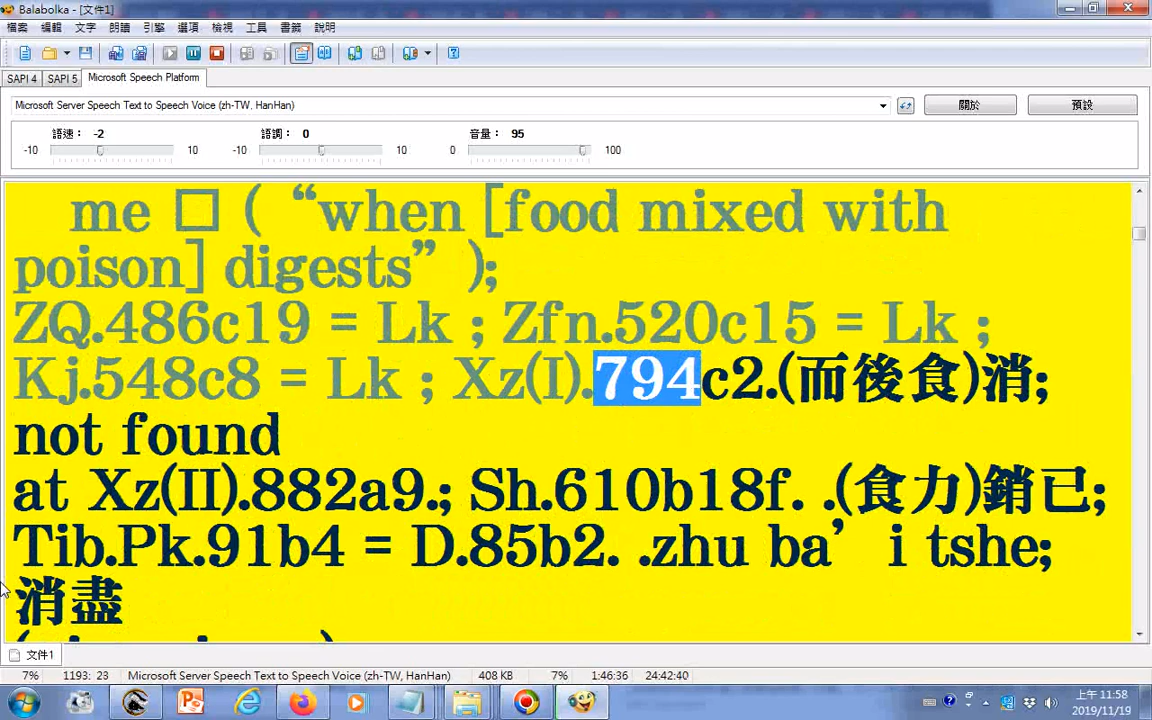 Balabolka - [文件1]
檔案 編輯 文字 朗讀 引擎 選項 檢視 工具 書籤 說明
SAPI 4 SAPI 5 Microsoft Speech Platform
Microsoft Server Speech Text to Speech Voice (zh-TW, HanHan)
關於 預設
語速： -2 語調： 0 音量： 95
-10 10 -10 10 0 100
me □ (“when [food mixed with
poison] digests”);
ZQ.486c19 = Lk ; Zfn.520c15 = Lk ;
Kj.548c8 = Lk ; Xz(I).794c2.(而後食)消;
not found
at Xz(II).882a9.; Sh.610b18f. .(食力)銷已;
Tib.Pk.91b4 = D.85b2. .zhu ba’i tshe;
消盡
文件1
7% 1193: 23 Microsoft Server Speech Text to Speech Voice (zh-TW, HanHan) 408 KB 7% 1:46:36 24:42:40
上午 11:58
2019/11/19